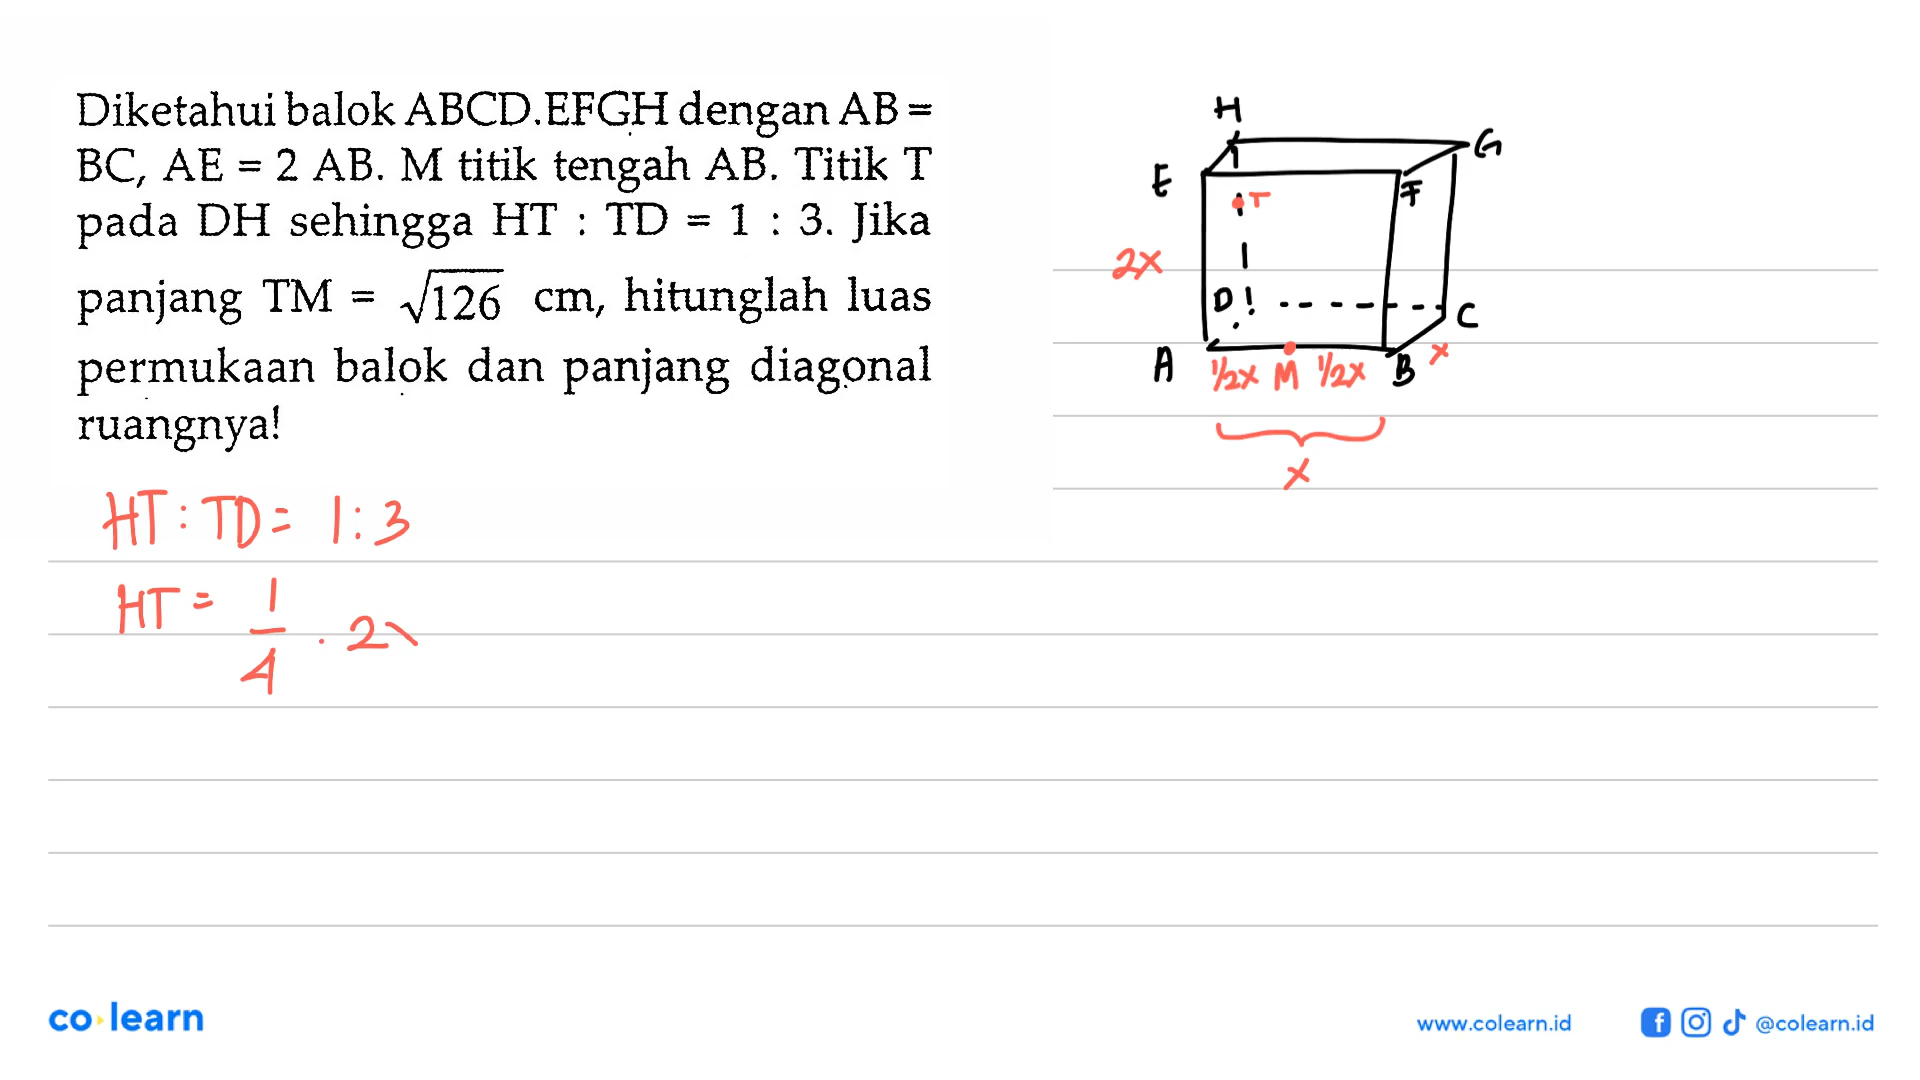 Diketahui balok ABCD.EFGH dengan AB =
BC, AE = 2 AB. M titik tengah AB. Titik T
pada DH sehingga HT : TD = 1 : 3. Jika
panjang TM = √126 cm, hitunglah luas
permukaan balok dan panjang diagonal
ruangnya!
H
G
E
F
T
2x
D
C
A
1/2x M 1/2x B x
x
HT : TD = 1 : 3
HT = 1/4 . 2
co learn
www.colearn.id
@colearn.id